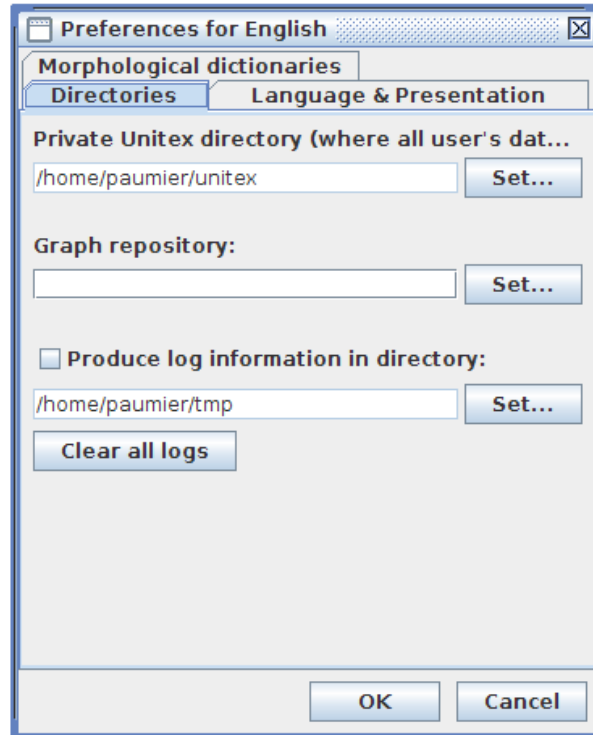 Preferences for English
Morphological dictionaries
Directories Language & Presentation
Private Unitex directory (where all user's dat...
/home/paumier/unitex Set...
Graph repository:
Set...
Produce log information in directory:
/home/paumier/tmp Set...
Clear all logs
OK Cancel